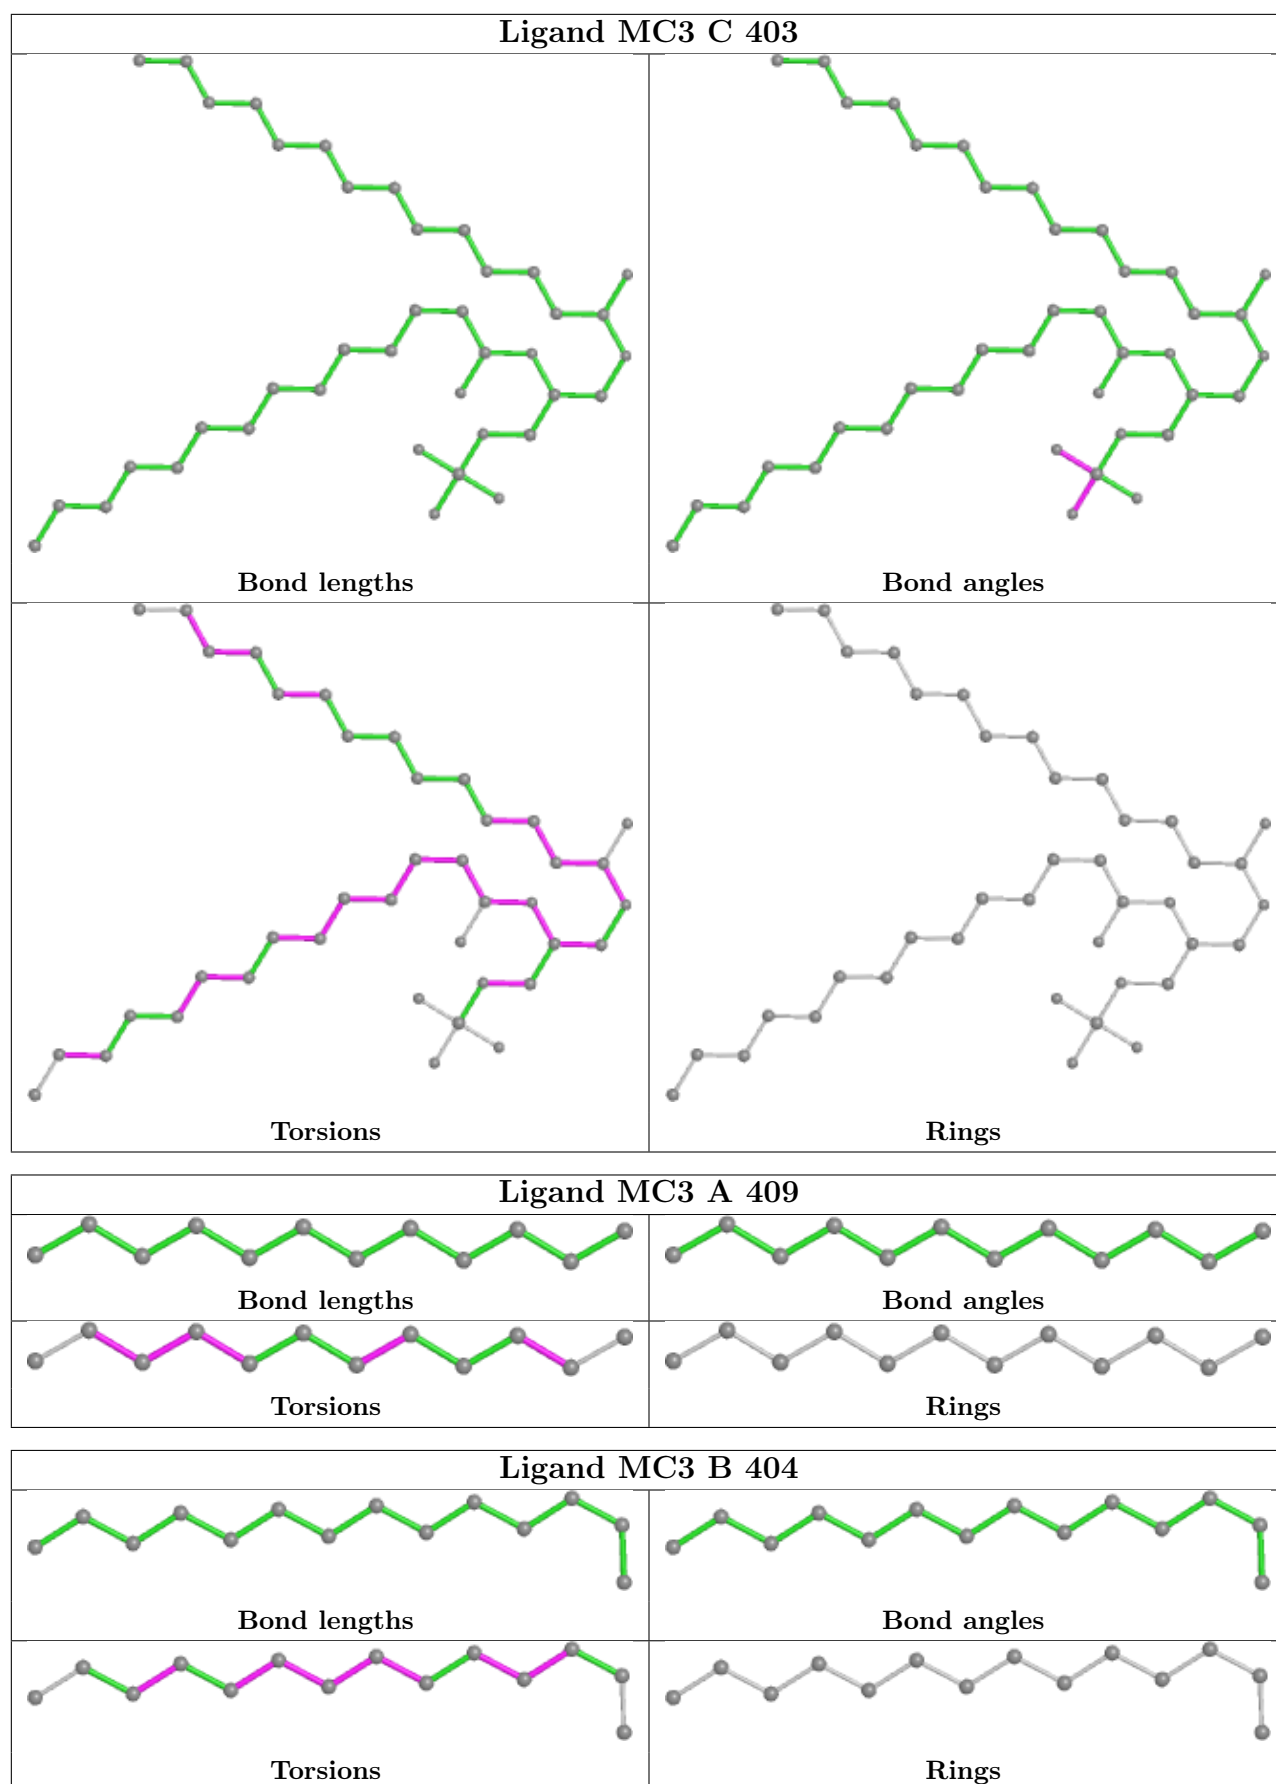 Ligand MC3 C 403
Bond lengths
Bond angles
Torsions
Rings
Ligand MC3 A 409
Bond lengths
Bond angles
Torsions
Rings
Ligand MC3 B 404
Bond lengths
Bond angles
Torsions
Rings